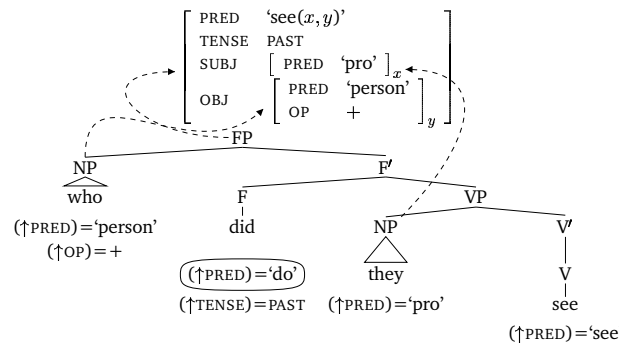 PRED ‘see(x, y)’
TENSE PAST
SUBJ [ PRED ‘pro’ ]x
OBJ [ PRED ‘person’
OP + ]y
FP
NP F′
who F VP
(↑PRED)=‘person’ did NP V′
(↑OP)=+
(↑PRED)=‘do’ they V
(↑TENSE)=PAST (↑PRED)=‘pro’ see
(↑PRED)=‘see